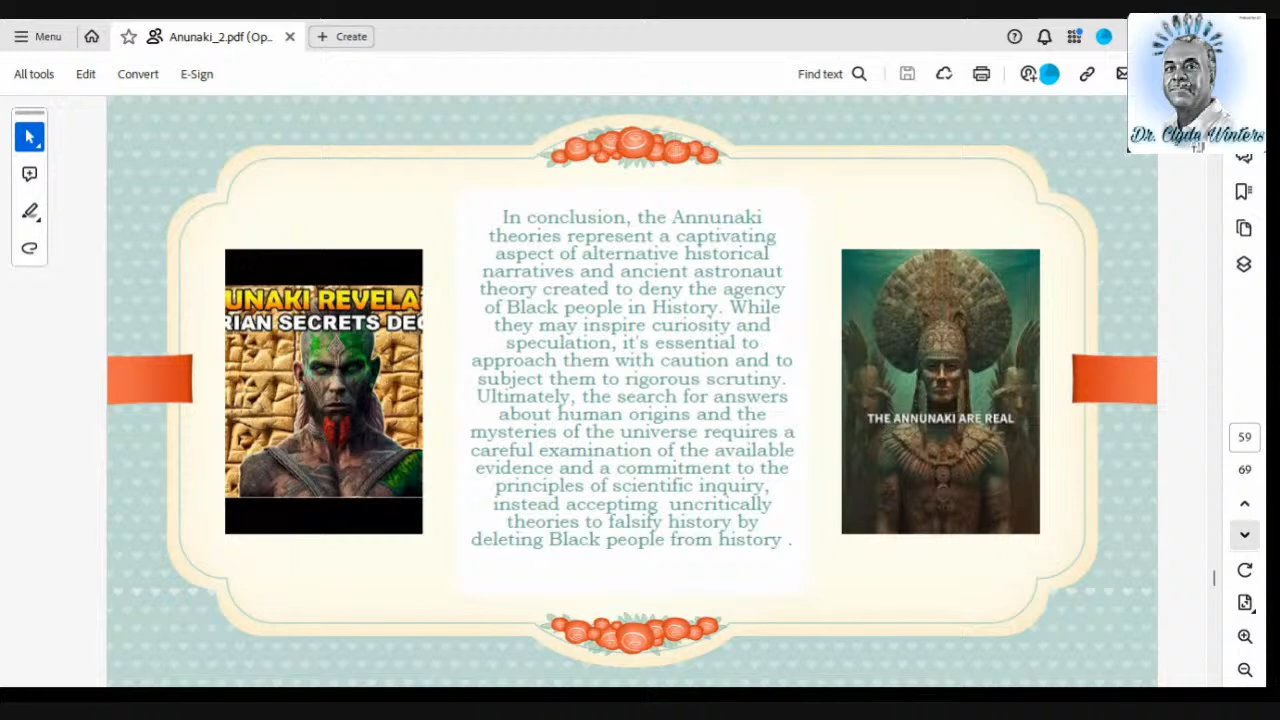 Menu
Anunaki_2.pdf (Op...
Create
All tools
Edit
Convert
E-Sign
Find text
Dr. Clyde Winters
In conclusion, the Annunaki
theories represent a captivating
aspect of alternative historical
narratives and ancient astronaut
theory created to deny the agency
of Black people in History. While
they may inspire curiosity and
speculation, it's essential to
approach them with caution and to
subject them to rigorous scrutiny.
Ultimately, the search for answers
about human origins and the
mysteries of the universe requires a
careful examination of the available
evidence and a commitment to the
principles of scientific inquiry,
instead acceptimg uncritically
theories to falsify history by
deleting Black people from history .
UNAKI REVELA
RIAN SECRETS DEC
THE ANNUNAKI ARE REAL
59
69